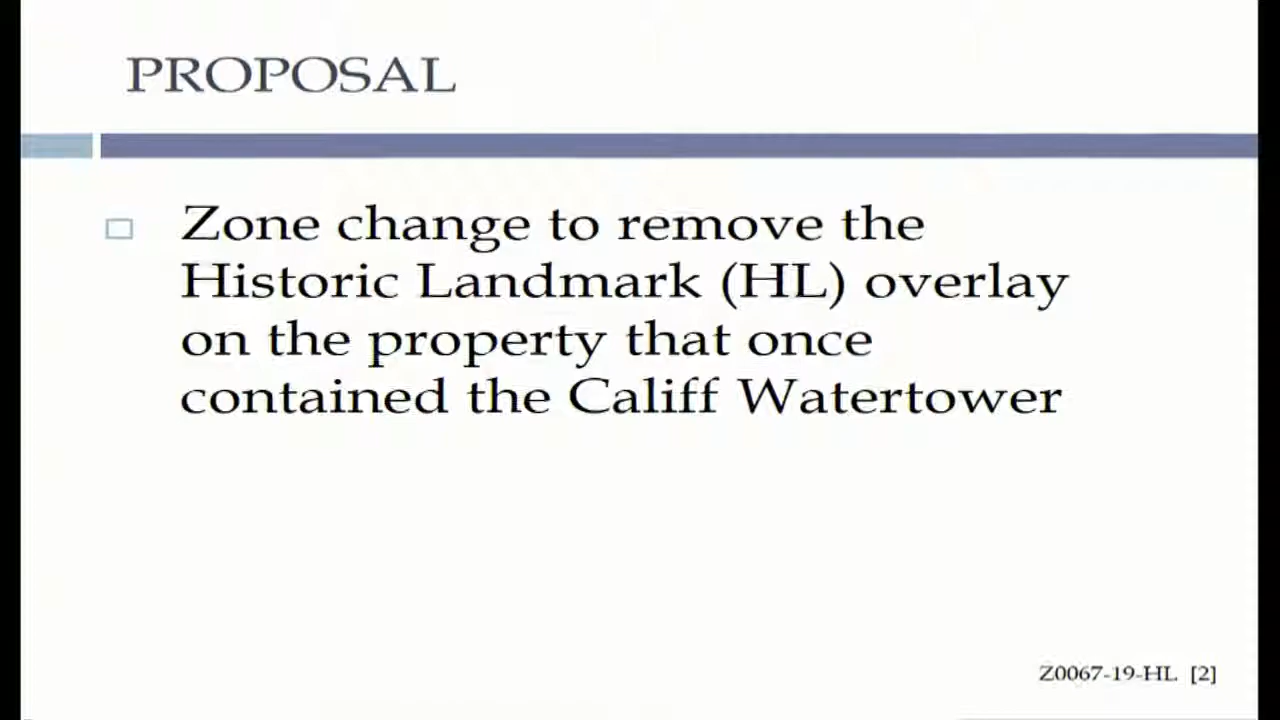 PROPOSAL
Zone change to remove the
Historic Landmark (HL) overlay
on the property that once
contained the Califf Watertower
Z0067-19-HL [2]